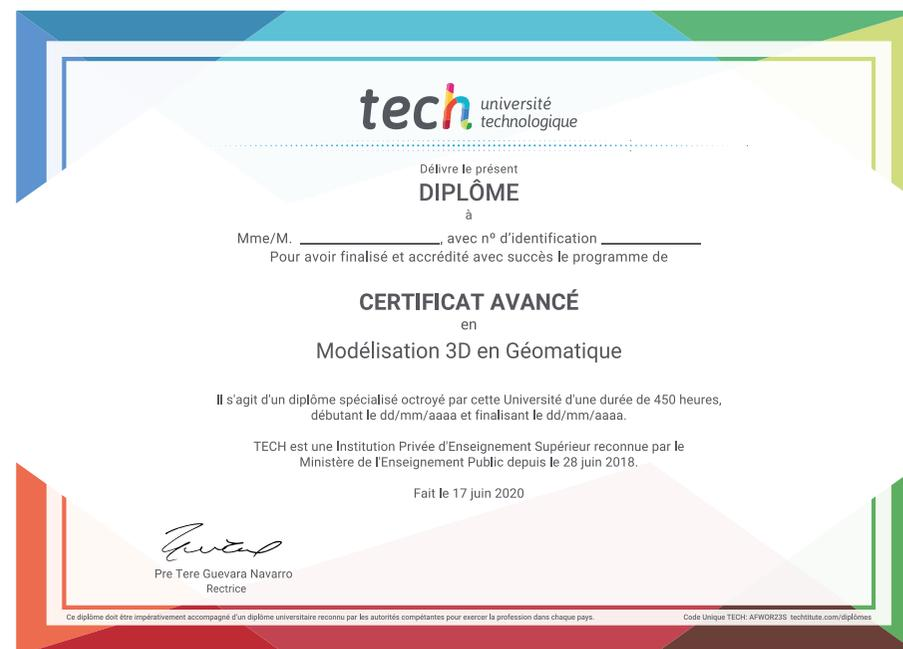 tech université
technologique
Délivre le présent
DIPLÔME
à
Mme/M. ____________________, avec nº d’identification ______________
Pour avoir finalisé et accrédité avec succès le programme de
CERTIFICAT AVANCÉ
en
Modélisation 3D en Géomatique
Il s'agit d'un diplôme spécialisé octroyé par cette Université d'une durée de 450 heures,
débutant le dd/mm/aaaa et finalisant le dd/mm/aaaa.
TECH est une Institution Privée d'Enseignement Supérieur reconnue par le
Ministère de l'Enseignement Public depuis le 28 juin 2018.
Fait le 17 juin 2020
Pre Tere Guevara Navarro
Rectrice
Ce diplôme doit être impérativement accompagné d'un diplôme universitaire reconnu par les autorités compétantes pour exercer la profession dans chaque pays.
Code Unique TECH: AFWOR23S techtitute.com/diplômes